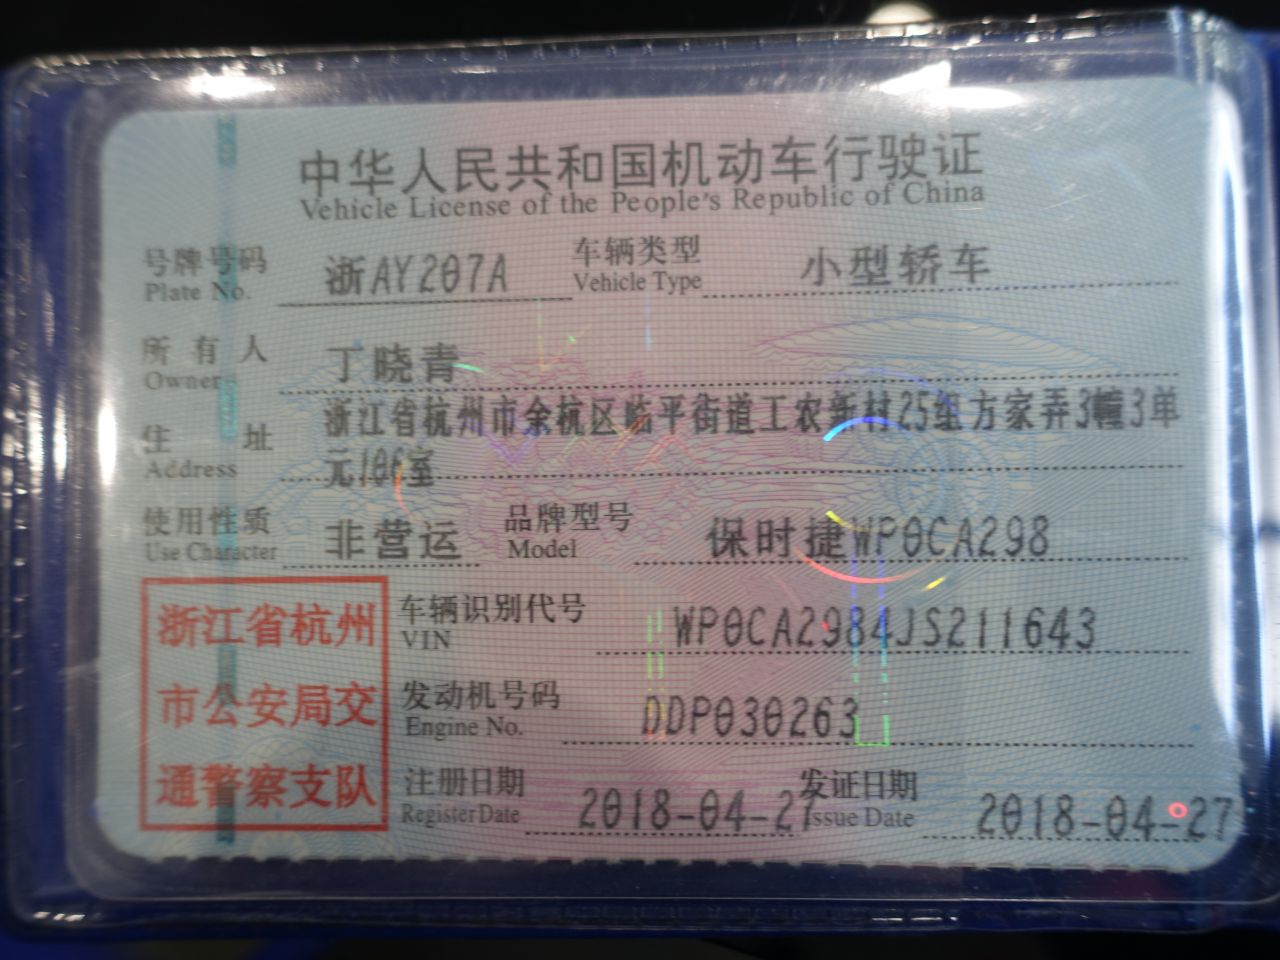 中华人民共和国机动车行驶证
Vehicle License of the People's Republic of China
号牌号码 浙AY207A 车辆类型 小型轿车
Plate No. Vehicle Type
所有人 丁晓青
Owner
住址 浙江省杭州市余杭区临平街道工农新村25组方家弄3幢3单
Address 元106室
使用性质 非营运 品牌型号 保时捷WP0CA298
Use Character Model
浙江省杭州
市公安局交
通警察支队
车辆识别代号 WP0CA2984JS211643
VIN
发动机号码 DDP030263
Engine No.
注册日期 2018-04-27 发证日期 2018-04-27
Register Date Issue Date